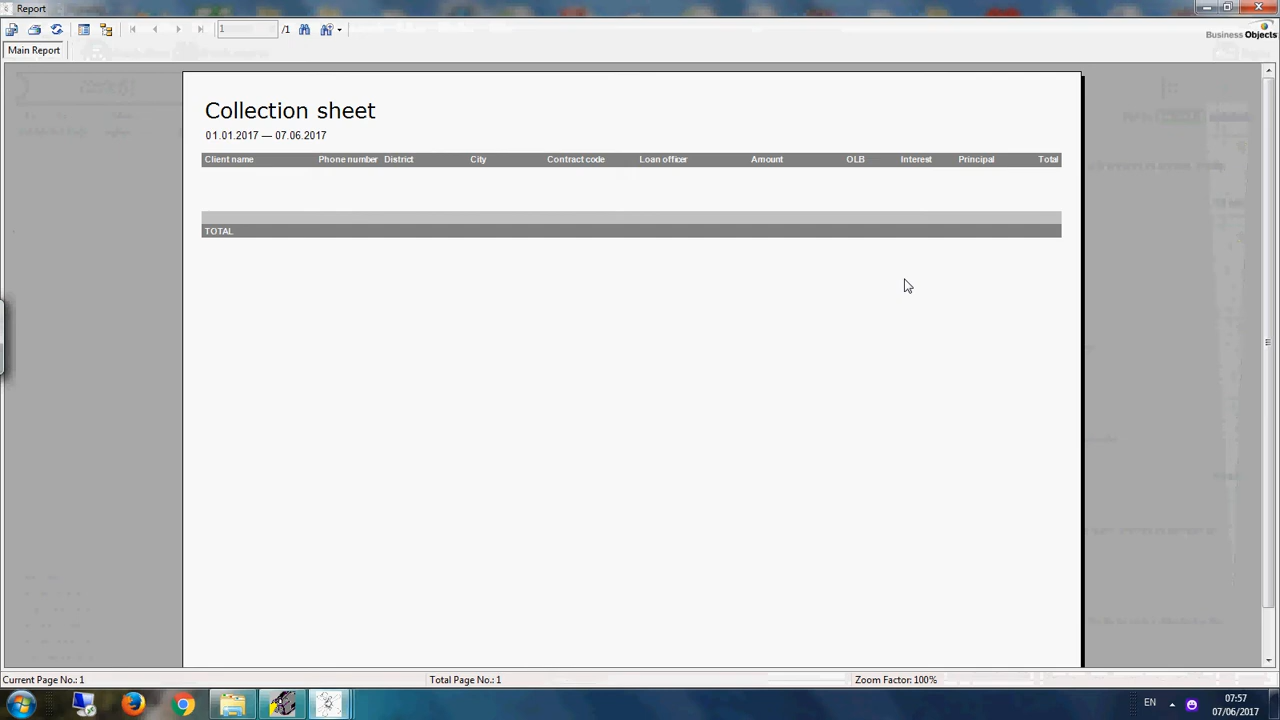 Report
1
/1
Business Objects
Main Report
Collection sheet
01.01.2017 — 07.06.2017
Client name Phone number District City Contract code Loan officer Amount OLB Interest Principal Total
TOTAL
Current Page No.: 1 Total Page No.: 1 Zoom Factor: 100%
EN
07:57
07/06/2017